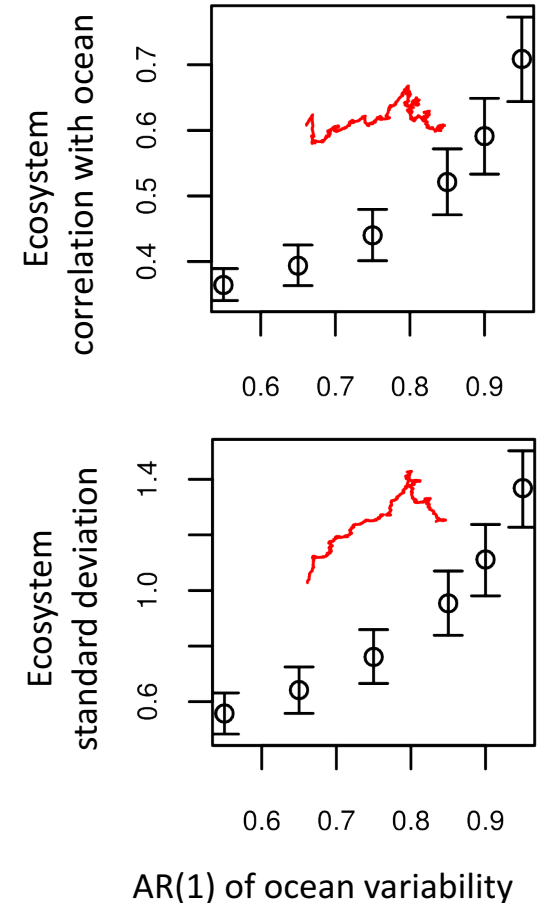 Ecosystem
correlation with ocean
0.7
0.6
0.5
0.4
0.6 0.7 0.8 0.9
Ecosystem
standard deviation
1.4
1.0
0.6
0.6 0.7 0.8 0.9
AR(1) of ocean variability